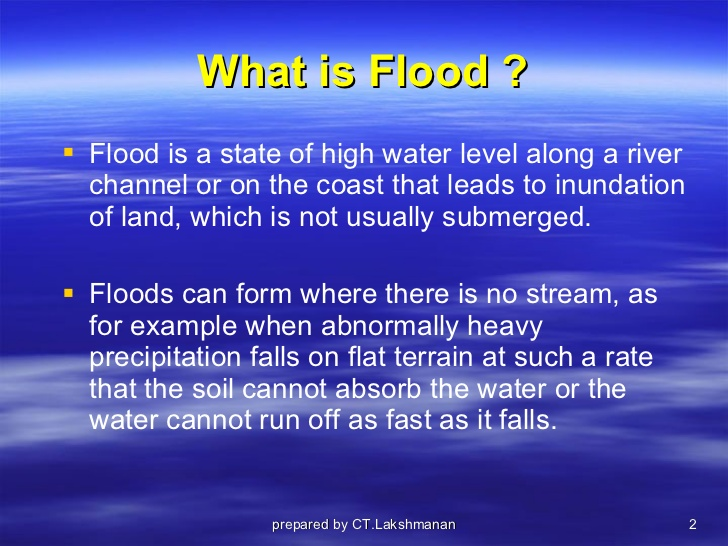 What is Flood ?
Flood is a state of high water level along a river
channel or on the coast that leads to inundation
of land, which is not usually submerged.
Floods can form where there is no stream, as
for example when abnormally heavy
precipitation falls on flat terrain at such a rate
that the soil cannot absorb the water or the
water cannot run off as fast as it falls.
prepared by CT.Lakshmanan
2